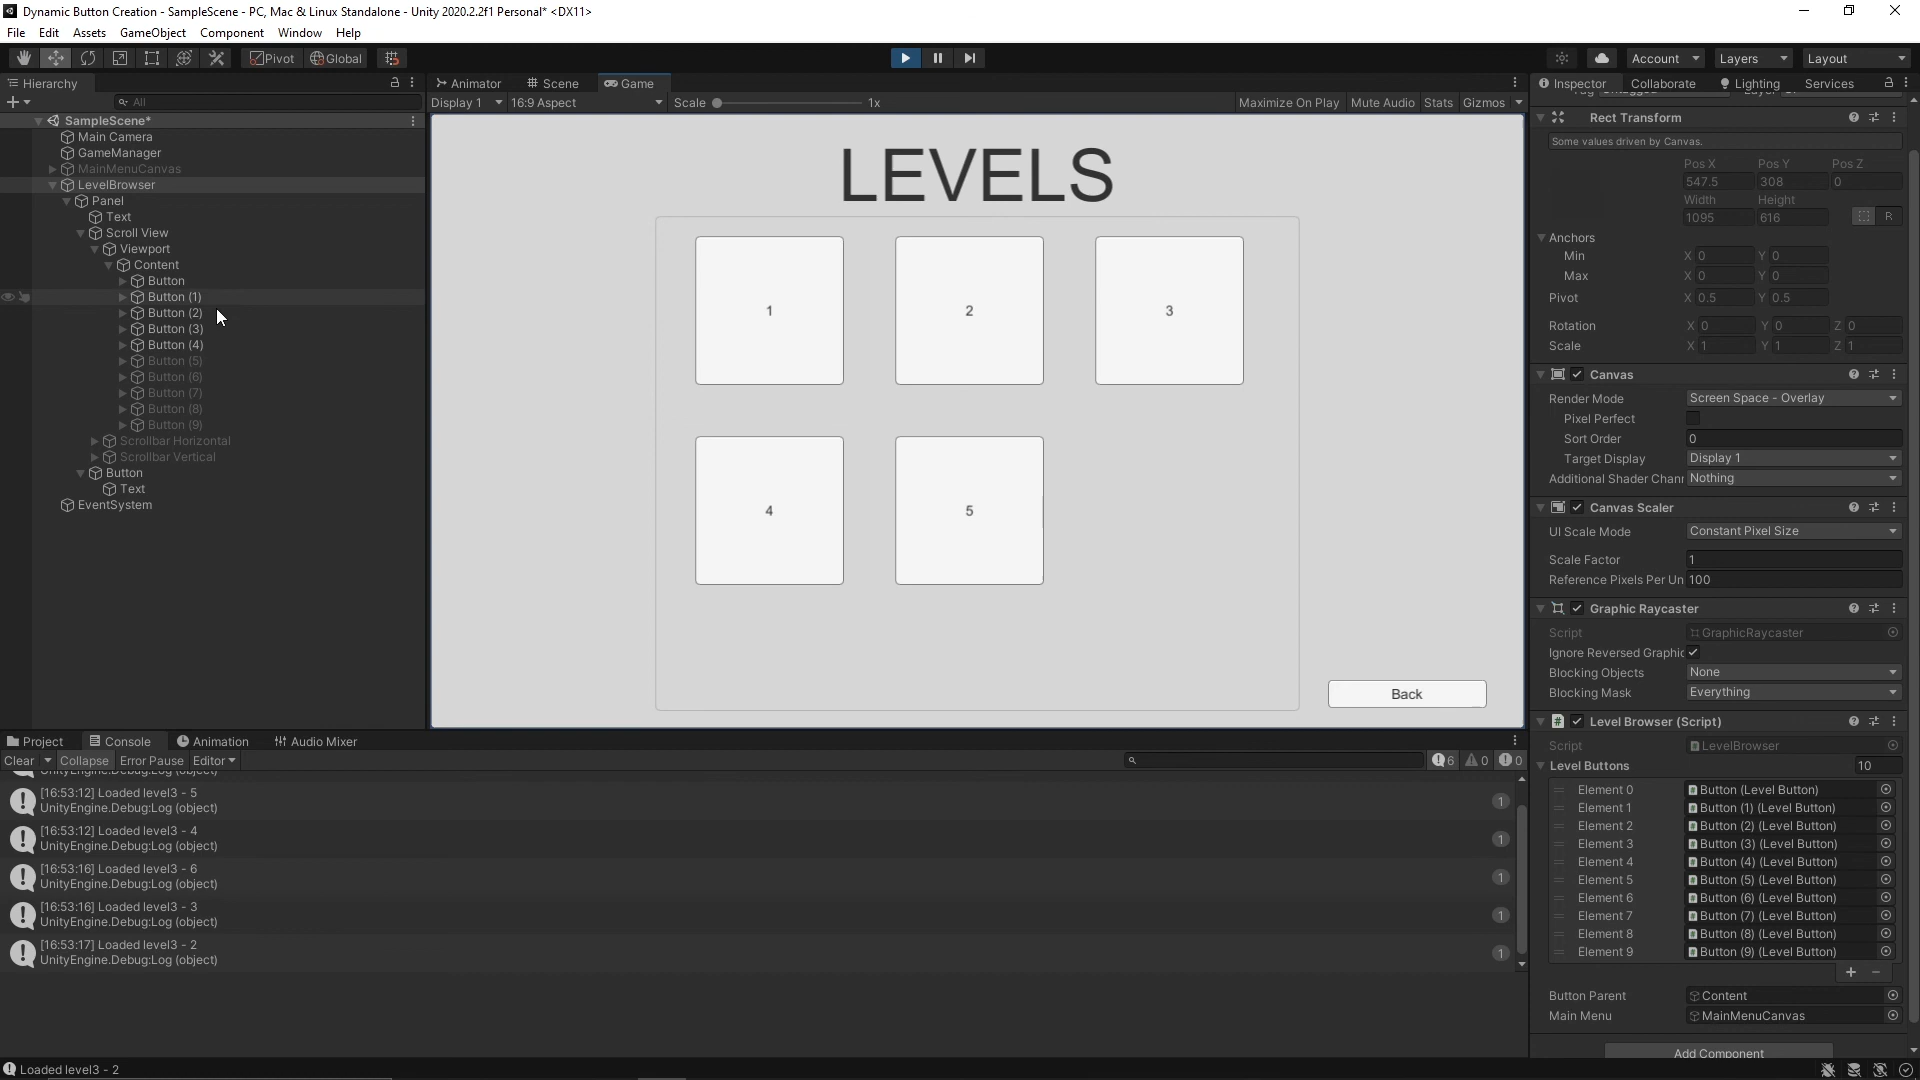 Dynamic Button Creation - SampleScene - PC, Mac & Linux Standalone - Unity 2020.2.2f1 Personal* <DX11>
File Edit Assets GameObject Component Window Help
Pivot Global Account Layers Layout
Hierarchy
All
SampleScene*
Main Camera
GameManager
MainMenuCanvas
LevelBrowser
Panel
Text
Scroll View
Viewport
Content
Button
Button (1)
Button (2)
Button (3)
Button (4)
Button (5)
Button (6)
Button (7)
Button (8)
Button (9)
Scrollbar Horizontal
Scrollbar Vertical
Button
Text
EventSystem
Animator Scene Game
Display 1 16:9 Aspect Scale 1x Maximize On Play Mute Audio Stats Gizmos
LEVELS
1 2 3
4 5
Back
Inspector Collaborate Lighting Services
Rect Transform
Some values driven by Canvas.
Pos X Pos Y Pos Z
547.5 308 0
Width Height
1095 616 R
Anchors
Min X 0 Y 0
Max X 0 Y 0
Pivot X 0.5 Y 0.5
Rotation X 0 Y 0 Z 0
Scale X 1 Y 1 Z 1
Canvas
Render Mode Screen Space - Overlay
Pixel Perfect
Sort Order 0
Target Display Display 1
Additional Shader Chanr Nothing
Canvas Scaler
UI Scale Mode Constant Pixel Size
Scale Factor 1
Reference Pixels Per Un 100
Graphic Raycaster
Script GraphicRaycaster
Ignore Reversed Graphic
Blocking Objects None
Blocking Mask Everything
Level Browser (Script)
Script LevelBrowser
Level Buttons 10
Element 0 Button (Level Button)
Element 1 Button (1) (Level Button)
Element 2 Button (2) (Level Button)
Element 3 Button (3) (Level Button)
Element 4 Button (4) (Level Button)
Element 5 Button (5) (Level Button)
Element 6 Button (6) (Level Button)
Element 7 Button (7) (Level Button)
Element 8 Button (8) (Level Button)
Element 9 Button (9) (Level Button)
Button Parent Content
Main Menu MainMenuCanvas
Add Component
Project Console Animation Audio Mixer
Clear Collapse Error Pause Editor 6 0 0
UnityEngine.Debug:Log (object)
[16:53:12] Loaded level3 - 5
UnityEngine.Debug:Log (object) 1
[16:53:12] Loaded level3 - 4
UnityEngine.Debug:Log (object) 1
[16:53:16] Loaded level3 - 6
UnityEngine.Debug:Log (object) 1
[16:53:16] Loaded level3 - 3
UnityEngine.Debug:Log (object) 1
[16:53:17] Loaded level3 - 2
UnityEngine.Debug:Log (object) 1
Loaded level3 - 2